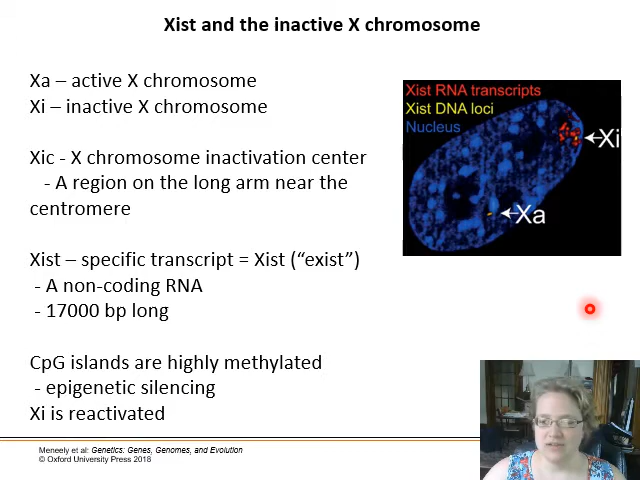 Xist and the inactive X chromosome
Xa – active X chromosome
Xi – inactive X chromosome
Xic - X chromosome inactivation center
- A region on the long arm near the
centromere
Xist – specific transcript = Xist (“exist”)
- A non-coding RNA
- 17000 bp long
CpG islands are highly methylated
- epigenetic silencing
Xi is reactivated
Xist RNA transcripts
Xist DNA loci
Nucleus
Xi
Xa
Meneely et al: Genetics: Genes, Genomes, and Evolution
© Oxford University Press 2018